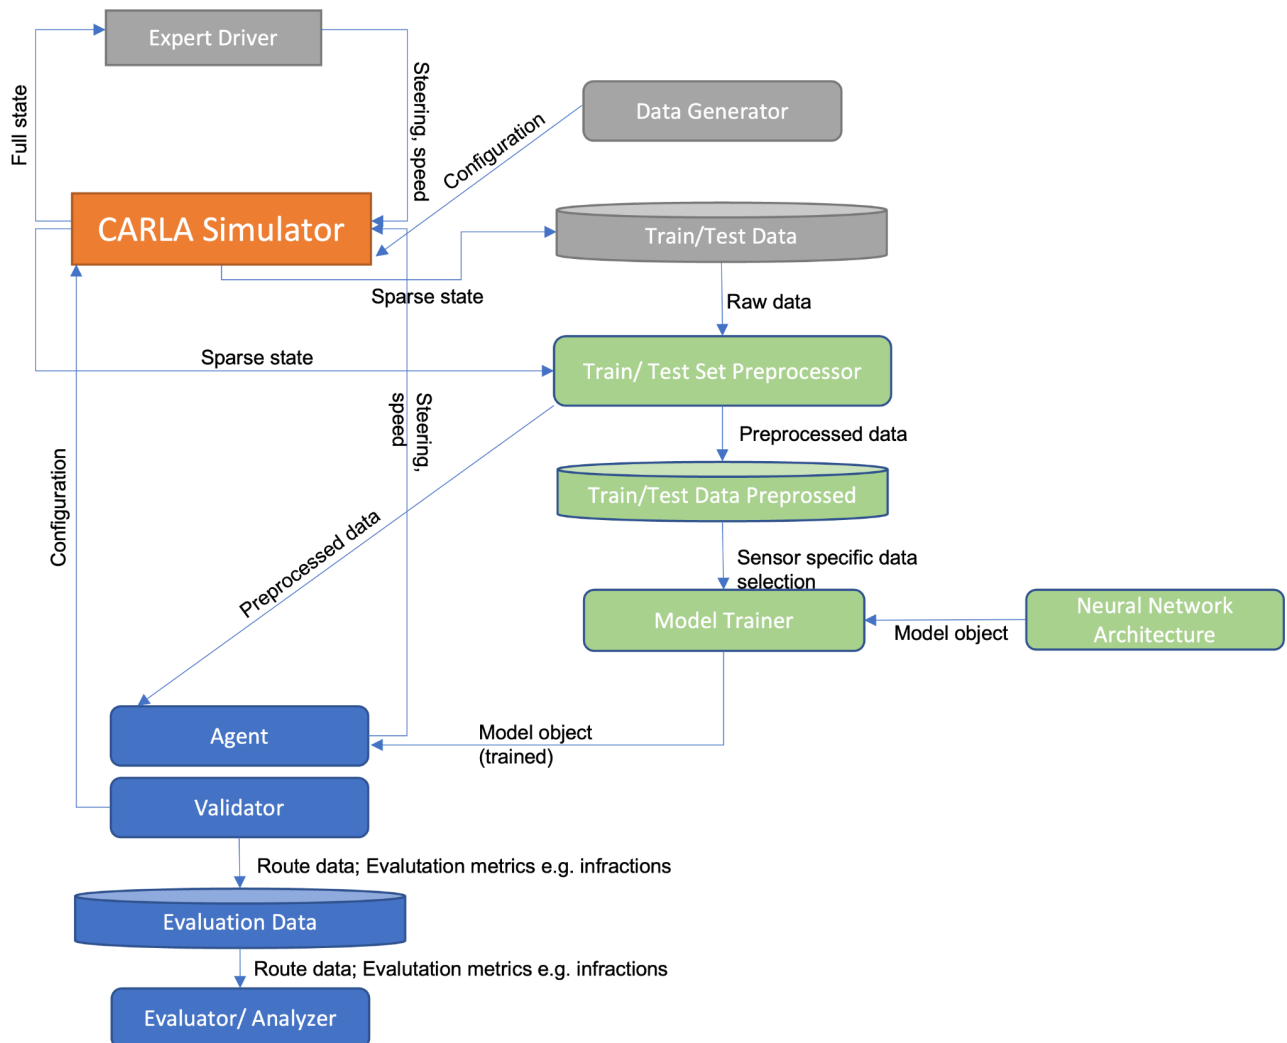 Expert Driver
Full state
Steering, speed
Data Generator
Configuration
CARLA Simulator
Train/Test Data
Sparse state
Raw data
Sparse state
Train/ Test Set Preprocessor
Steering,
speed
Preprocessed data
Train/Test Data Preprossed
Configuration
Preprocessed data
Sensor specific data
selection
Model Trainer
Model object
Neural Network
Architecture
Agent
Model object
(trained)
Validator
Route data; Evalutation metrics e.g. infractions
Evaluation Data
Route data; Evalutation metrics e.g. infractions
Evaluator/ Analyzer